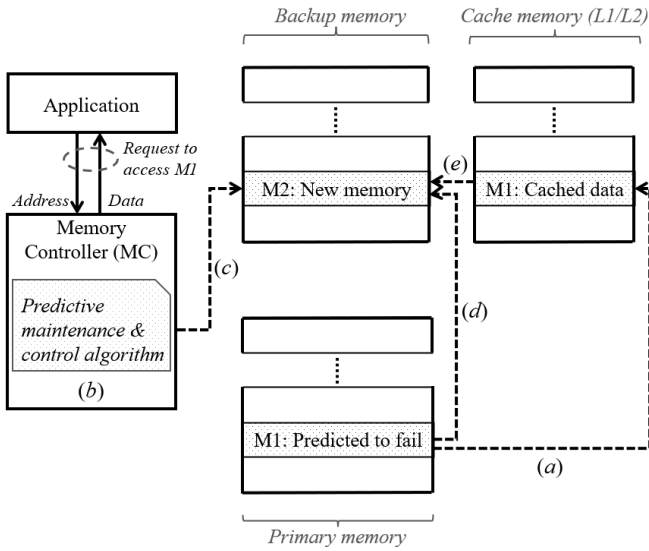 Backup memory
Cache memory (L1/L2)
Application
Request to
access M1
Address
Data
(e)
M2: New memory
M1: Cached data
Memory
Controller (MC)
(c)
Predictive
maintenance &
control algorithm
(d)
(b)
M1: Predicted to fail
(a)
Primary memory